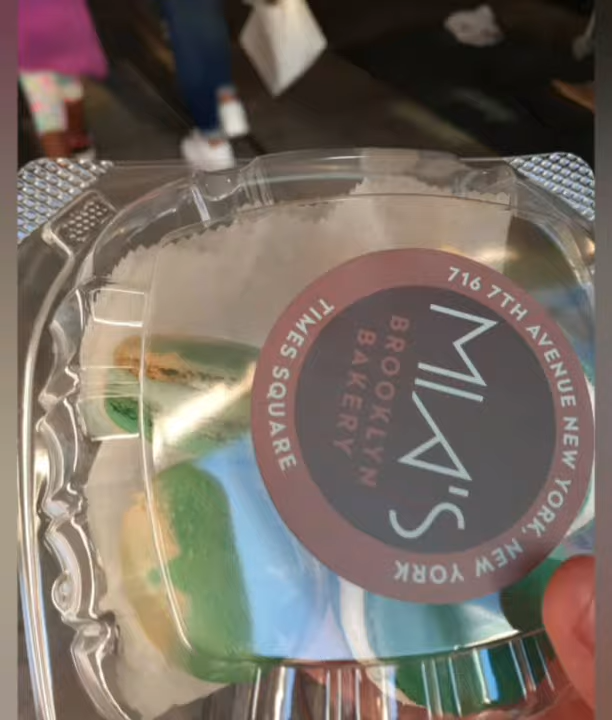 MIA'S
BROOKLYN
BAKERY
TIMES SQUARE
716 7TH AVENUE NEW YORK, NEW YORK